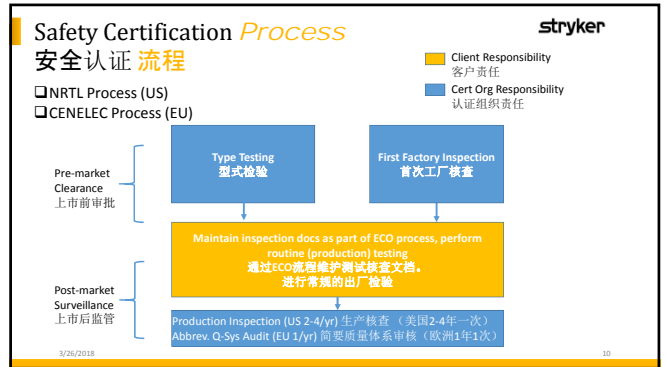 Safety Certification Process
安全认证 流程
stryker
Client Responsibility
客户责任
Cert Org Responsibility
认证组织责任
❑NRTL Process (US)
❑CENELEC Process (EU)
Pre-market
Clearance
上市前审批
Type Testing
型式检验
First Factory Inspection
首次工厂核查
Maintain inspection docs as part of ECO process, perform
routine (production) testing
通过ECO流程维护测试核查文档。
进行常规的出厂检验
Post-market
Surveillance
上市后监管
Production Inspection (US 2-4/yr) 生产核查 （美国2-4年一次）
Abbrev. Q-Sys Audit (EU 1/yr) 简要质量体系审核（欧洲1年1次）
3/26/2018
10